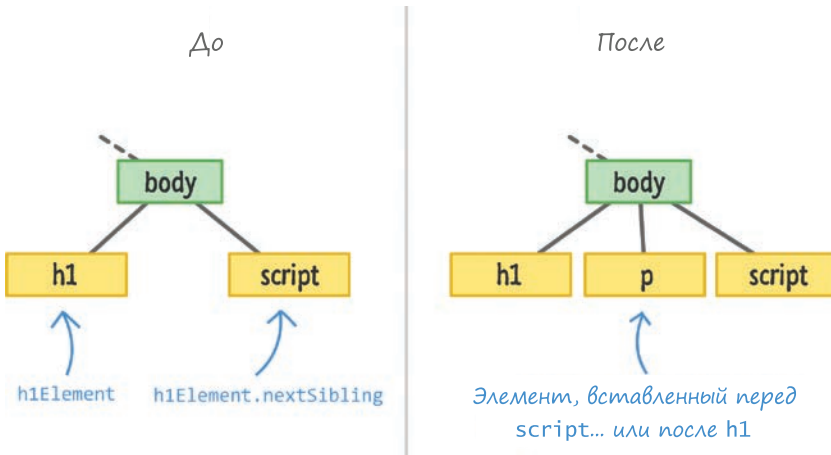 До
После
body
body
h1
script
h1
p
script
h1Element
h1Element.nextSibling
Элемент, вставленный перед
script... или после h1